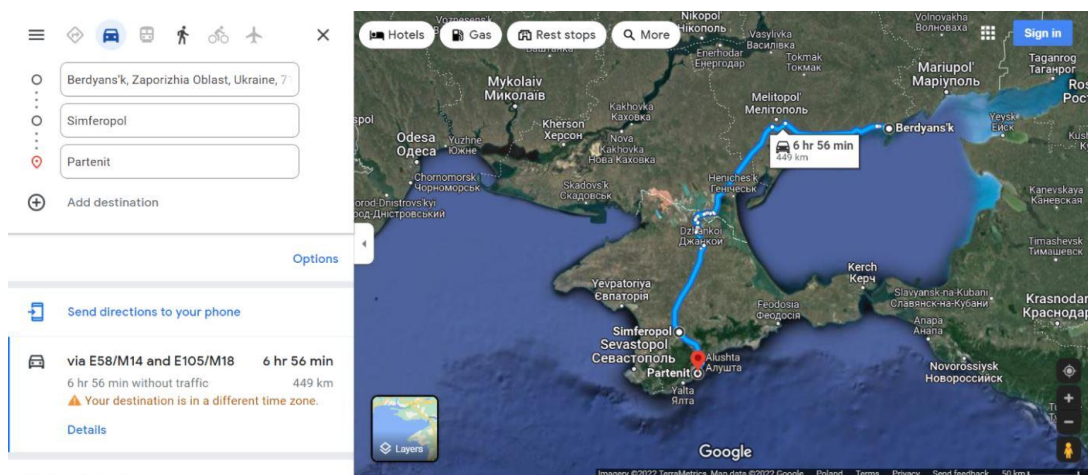 Berdyans'k, Zaporizhia Oblast, Ukraine, 7
Simferopol
Partenit
Add destination
Options
Send directions to your phone
via E58/M14 and E105/M18 6 hr 56 min
6 hr 56 min without traffic 449 km
Your destination is in a different time zone.
Details
Hotels
Gas
Rest stops
More
Sign in
Voznesens'k
Nikopol'
Нікополь
Vasylivka
Василівка
Volnovakha
Волноваха
Enerhodar
Енергодар
Tokmak
Токмак
Mariupol'
Маріуполь
Taganrog
Таганрог
Mykolaiv
Миколаїв
Melitopol'
Мелітополь
Berdyans'k
Yeysk
Ейск
Kakhovka
Каховка
Kherson
Херсон
Nova
Kakhovka
Нова Каховка
Odesa
Одеса
Yuzhne
Южне
6 hr 56 min
449 km
Chornomorsk
Чорноморськ
Skadovs'k
Скадовськ
Heniches'k
Генічеськ
Kanevskaya
Каневская
Dzhankoi
Джанкой
Timashevsk
Тимашевск
Yevpatoriya
Євпаторія
Kerch
Керч
Feodosia
Феодосія
Slavyansk-na-Kubani
Славянск-на-Кубани
Krasnodar
Краснодар
Anapa
Анапа
Simferopol
Sevastopol
Севастополь
Alushta
Алушта
Partenit
Yalta
Ялта
Novorossiysk
Новороссийск
Layers
Google
Imagery ©2022 TerraMetrics, Map data ©2022 Google Poland Terms Privacy Send feedback 50 km